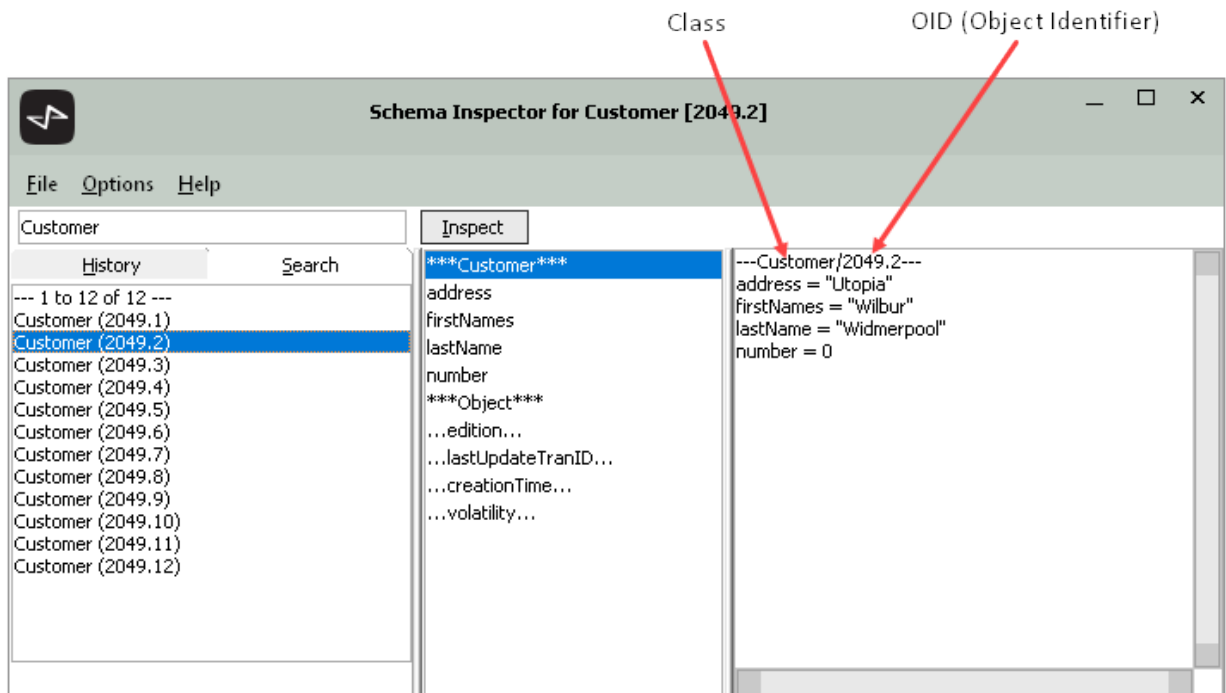 Class
OID (Object Identifier)
Schema Inspector for Customer [2049.2]
File Options Help
Customer
Inspect
History Search
--- 1 to 12 of 12 ---
Customer (2049.1)
Customer (2049.2)
Customer (2049.3)
Customer (2049.4)
Customer (2049.5)
Customer (2049.6)
Customer (2049.7)
Customer (2049.8)
Customer (2049.9)
Customer (2049.10)
Customer (2049.11)
Customer (2049.12)
***Customer***
address
firstNames
lastName
number
***Object***
...edition...
...lastUpdateTranID...
...creationTime...
...volatility...
---Customer/2049.2---
address = "Utopia"
firstNames = "Wilbur"
lastName = "Widmerpool"
number = 0